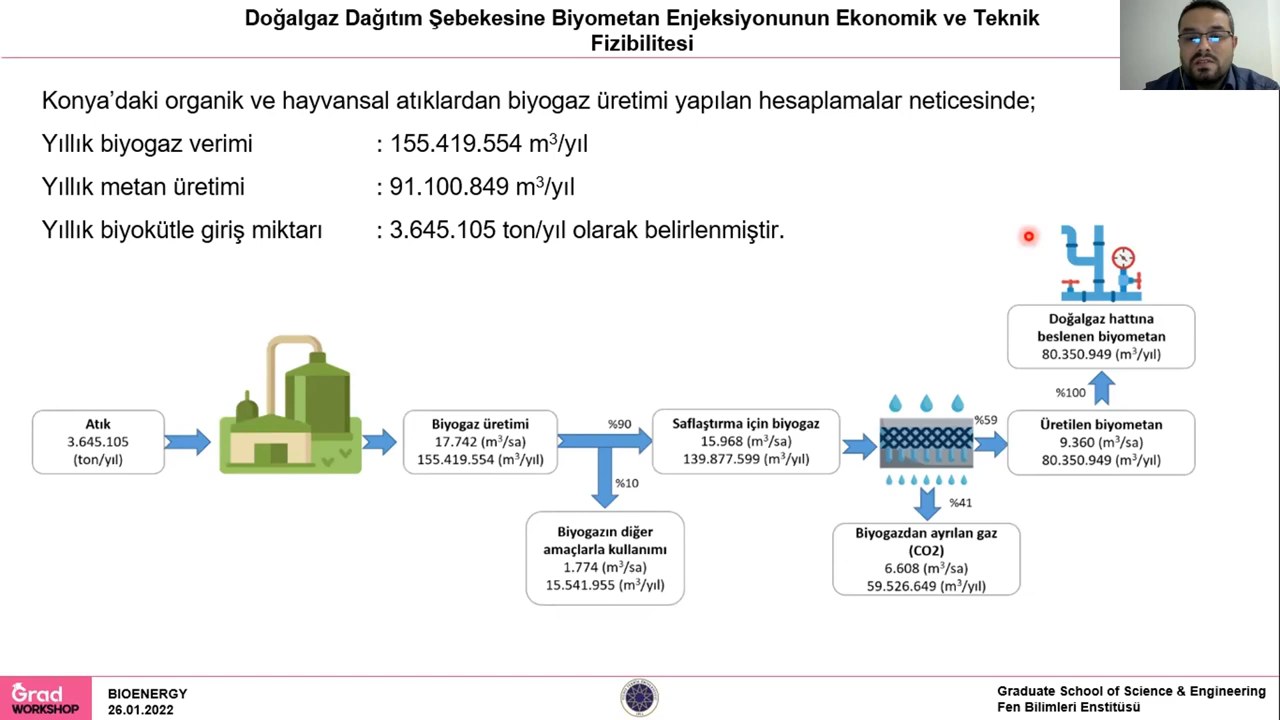 Doğalgaz Dağıtım Şebekesine Biyometan Enjeksiyonunun Ekonomik ve Teknik
Fizibilitesi
Konya’daki organik ve hayvansal atıklardan biyogaz üretimi yapılan hesaplamalar neticesinde;
Yıllık biyogaz verimi : 155.419.554 m³/yıl
Yıllık metan üretimi : 91.100.849 m³/yıl
Yıllık biyokütle giriş miktarı : 3.645.105 ton/yıl olarak belirlenmiştir.
Doğalgaz hattına
beslenen biyometan
80.350.949 (m³/yıl)
%100
Atık
3.645.105
(ton/yıl)
Biyogaz üretimi
17.742 (m³/sa)
155.419.554 (m³/yıl)
%90
%10
Saflaştırma için biyogaz
15.968 (m³/sa)
139.877.599 (m³/yıl)
%59
%41
Üretilen biyometan
9.360 (m³/sa)
80.350.949 (m³/yıl)
Biyogazın diğer
amaçlarla kullanımı
1.774 (m³/sa)
15.541.955 (m³/yıl)
Biyogazdan ayrılan gaz
(CO2)
6.608 (m³/sa)
59.526.649 (m³/yıl)
Grad
WORKSHOP
BIOENERGY
26.01.2022
Graduate School of Science & Engineering
Fen Bilimleri Enstitüsü